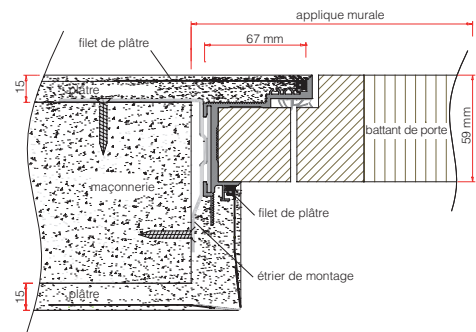 applique murale
filet de plâtre
67 mm
15
plâtre
battant de porte
59 mm
maçonnerie
filet de plâtre
étrier de montage
15
plâtre